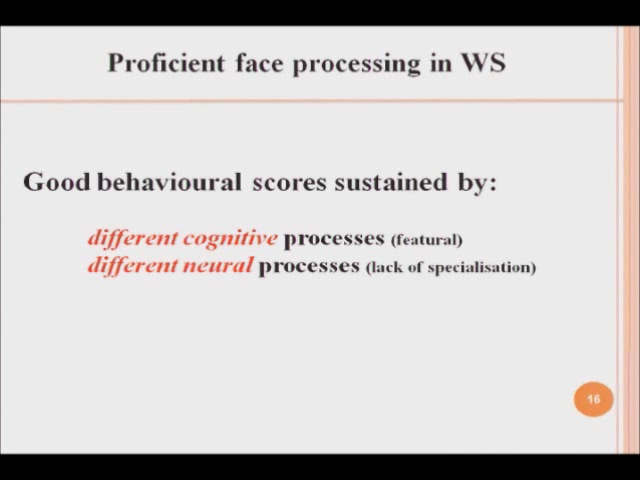 Proficient face processing in WS
Good behavioural scores sustained by:
different cognitive processes (featural)
different neural processes (lack of specialisation)
16